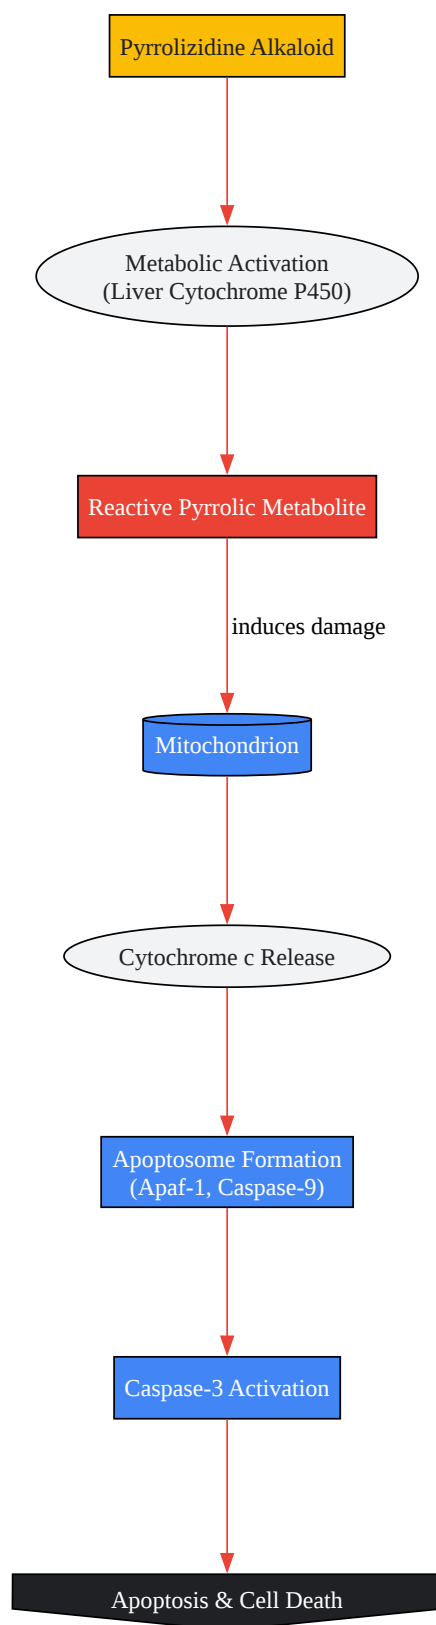 Pyrrolizidine Alkaloid
Metabolic Activation
(Liver Cytochrome P450)
Reactive Pyrrolic Metabolite
induces damage
Mitochondrion
Cytochrome c Release
Apoptosome Formation
(Apaf-1, Caspase-9)
Caspase-3 Activation
Apoptosis & Cell Death